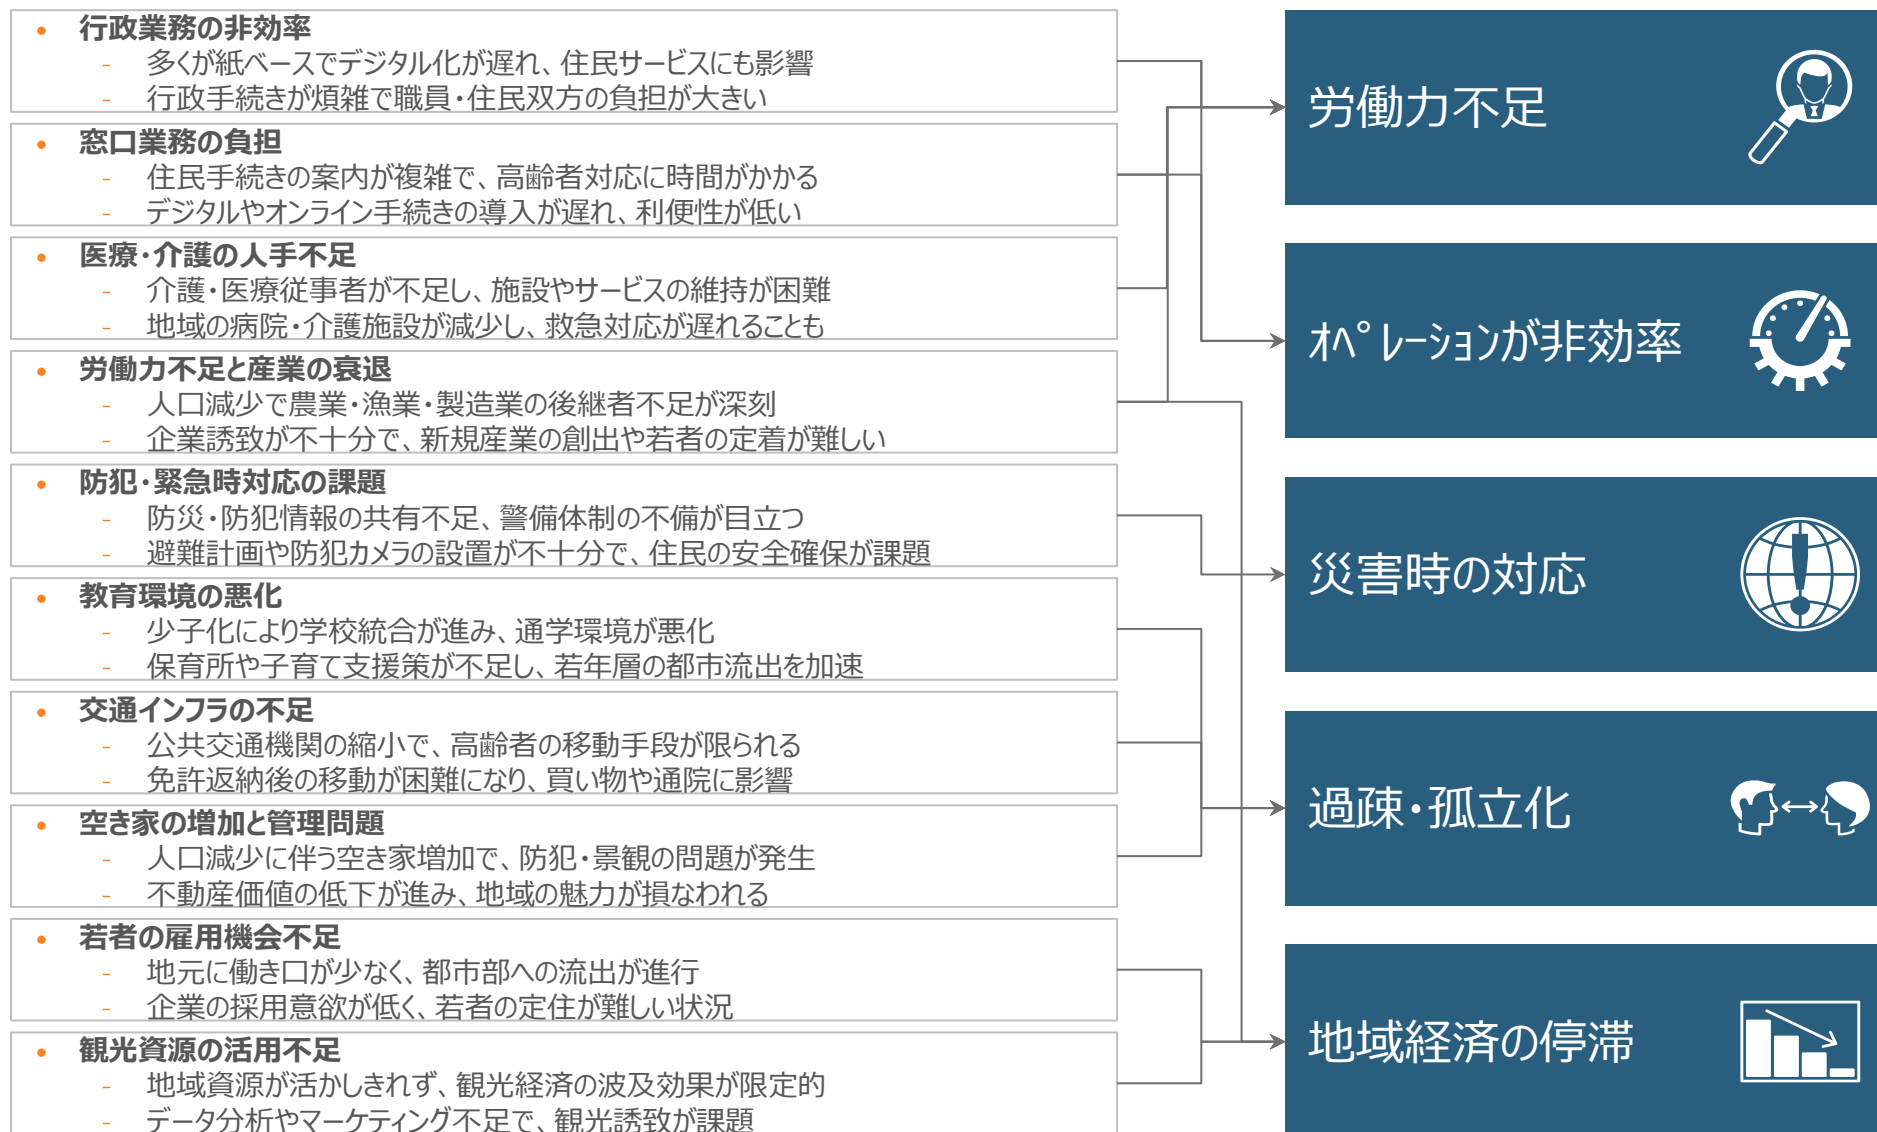 • 行政業務の非効率
- 多くが紙ベースでデジタル化が遅れ、住民サービスにも影響
- 行政手続きが煩雑で職員・住民双方の負担が大きい
• 窓口業務の負担
- 住民手続きの案内が複雑で、高齢者対応に時間がかかる
- デジタルやオンライン手続きの導入が遅れ、利便性が低い
• 医療・介護の人手不足
- 介護・医療従事者が不足し、施設やサービスの維持が困難
- 地域の病院・介護施設が減少し、救急対応が遅れることも
• 労働力不足と産業の衰退
- 人口減少で農業・漁業・製造業の後継者不足が深刻
- 企業誘致が不十分で、新規産業の創出や若者の定着が難しい
• 防犯・緊急時対応の課題
- 防災・防犯情報の共有不足、警備体制の不備が目立つ
- 避難計画や防犯カメラの設置が不十分で、住民の安全確保が課題
• 教育環境の悪化
- 少子化により学校統合が進み、通学環境が悪化
- 保育所や子育て支援策が不足し、若年層の都市流出を加速
• 交通インフラの不足
- 公共交通機関の縮小で、高齢者の移動手段が限られる
- 免許返納後の移動が困難になり、買い物や通院に影響
• 空き家の増加と管理問題
- 人口減少に伴う空き家増加で、防犯・景観の問題が発生
- 不動産価値の低下が進み、地域の魅力が損なわれる
• 若者の雇用機会不足
- 地元に働き口が少なく、都市部への流出が進行
- 企業の採用意欲が低く、若者の定住が難しい状況
• 観光資源の活用不足
- 地域資源が活かしきれず、観光経済の波及効果が限定的
- データ分析やマーケティング不足で、観光誘致が課題
労働力不足
ｵﾍﾟﾚｰｼｮﾝが非効率
災害時の対応
過疎・孤立化
地域経済の停滞